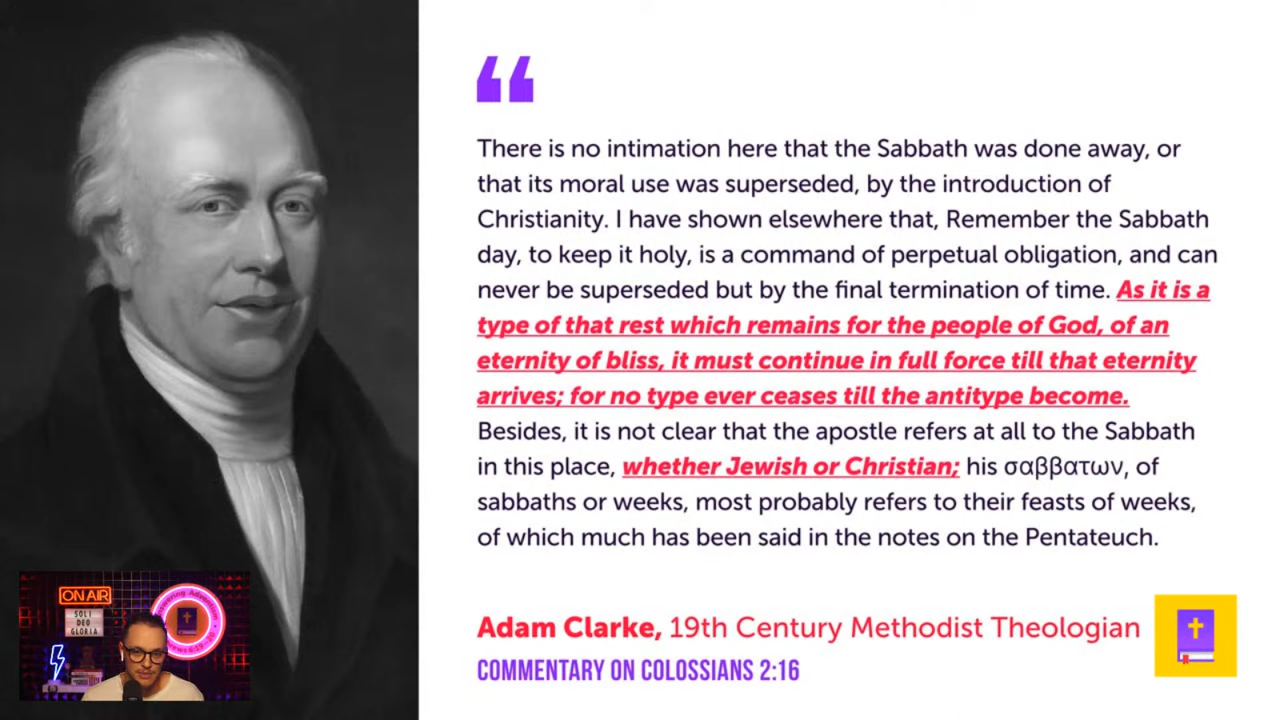 There is no intimation here that the Sabbath was done away, or
that its moral use was superseded, by the introduction of
Christianity. I have shown elsewhere that, Remember the Sabbath
day, to keep it holy, is a command of perpetual obligation, and can
never be superseded but by the final termination of time. As it is a
type of that rest which remains for the people of God, of an
eternity of bliss, it must continue in full force till that eternity
arrives; for no type ever ceases till the antitype become.
Besides, it is not clear that the apostle refers at all to the Sabbath
in this place, whether Jewish or Christian; his σαββατων, of
sabbaths or weeks, most probably refers to their feasts of weeks,
of which much has been said in the notes on the Pentateuch.
Adam Clarke, 19th Century Methodist Theologian
COMMENTARY ON COLOSSIANS 2:16
ON AIR
SOLI
DEO
GLORIA